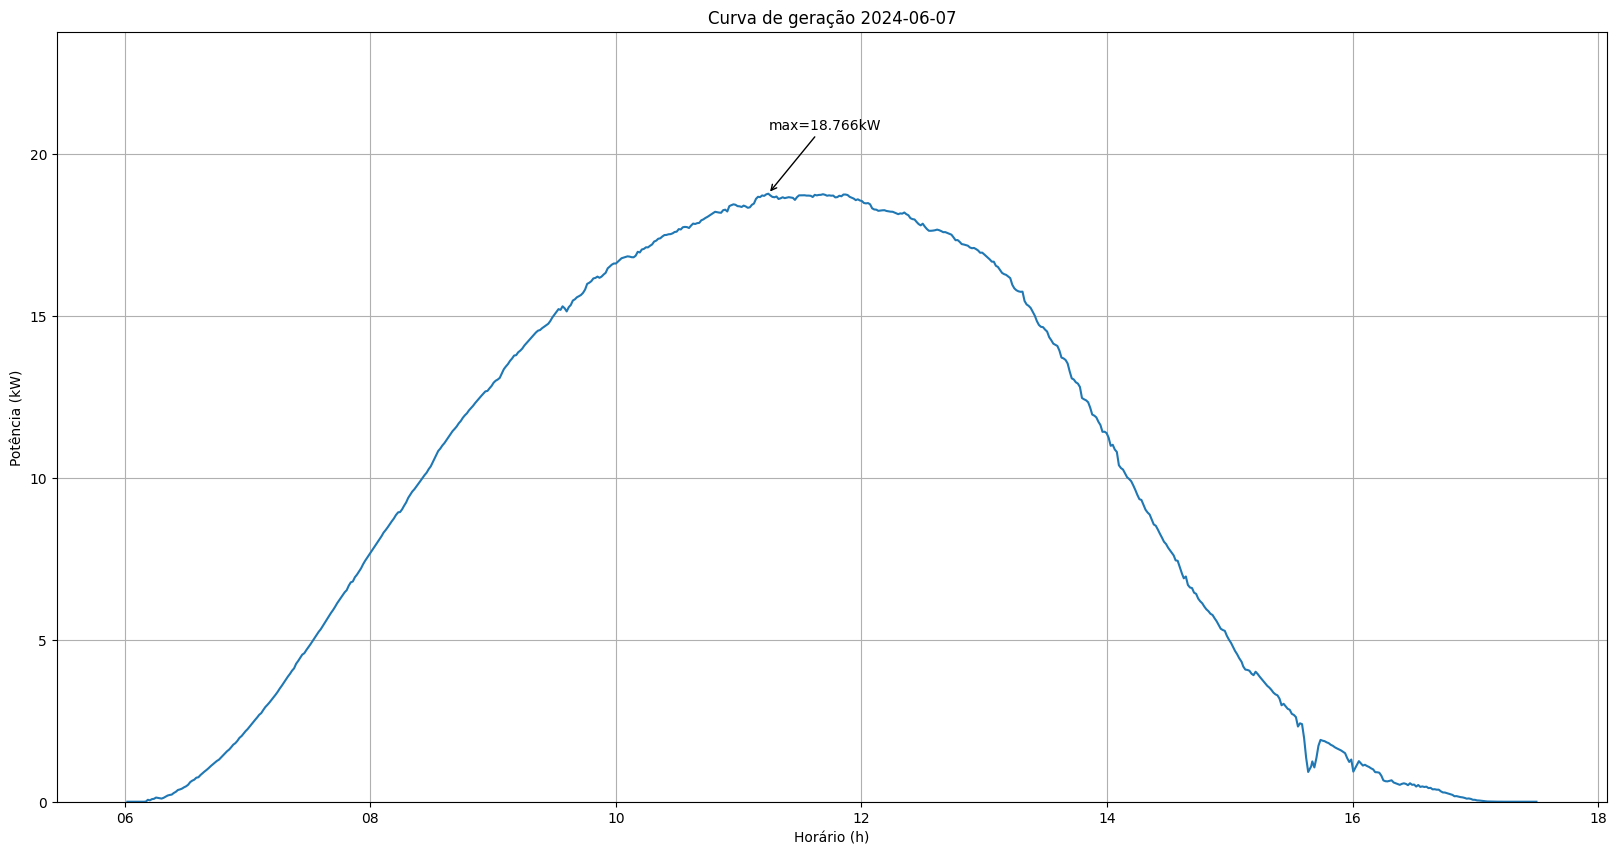 Curva de geração 2024-06-07
max=18.766kW
20
15
10
5
0
Potência (kW)
06 08 10 12 14 16 18
Horário (h)